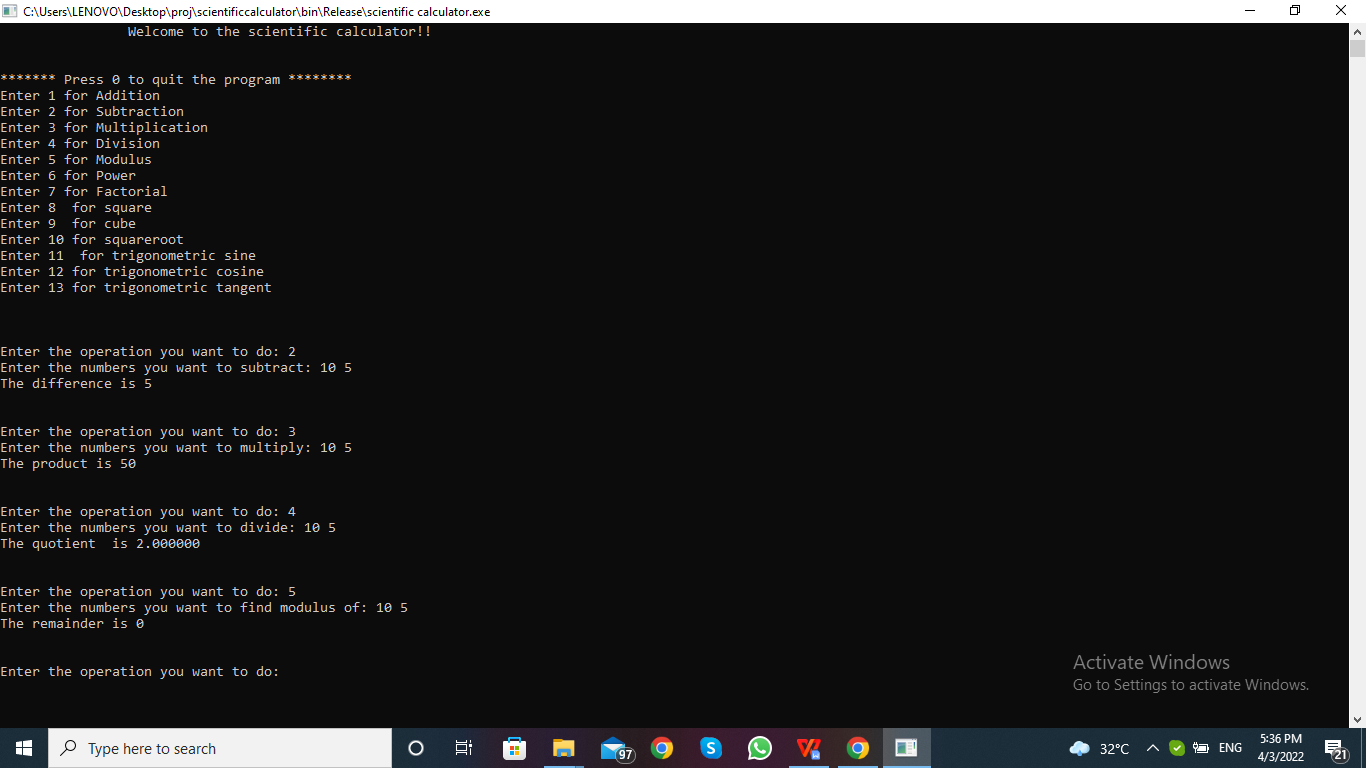 C:\Users\LENOVO\Desktop\proj\scientificcalculator\bin\Release\scientific calculator.exe
Welcome to the scientific calculator!!
******* Press 0 to quit the program ********
Enter 1 for Addition
Enter 2 for Subtraction
Enter 3 for Multiplication
Enter 4 for Division
Enter 5 for Modulus
Enter 6 for Power
Enter 7 for Factorial
Enter 8  for square
Enter 9  for cube
Enter 10 for squareroot
Enter 11  for trigonometric sine
Enter 12 for trigonometric cosine
Enter 13 for trigonometric tangent
Enter the operation you want to do: 2
Enter the numbers you want to subtract: 10 5
The difference is 5
Enter the operation you want to do: 3
Enter the numbers you want to multiply: 10 5
The product is 50
Enter the operation you want to do: 4
Enter the numbers you want to divide: 10 5
The quotient  is 2.000000
Enter the operation you want to do: 5
Enter the numbers you want to find modulus of: 10 5
The remainder is 0
Enter the operation you want to do:
Activate Windows
Go to Settings to activate Windows.
Type here to search
97
32°C
ENG
5:36 PM
4/3/2022
21